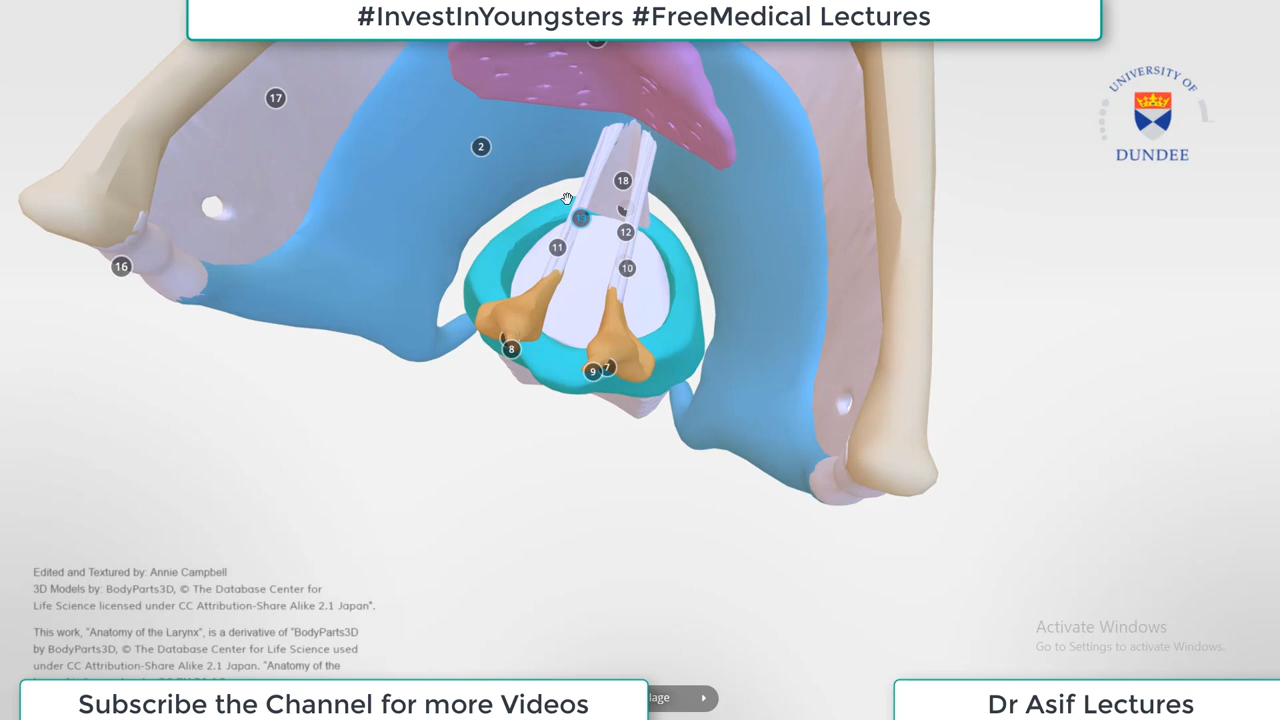 #InvestInYoungsters #FreeMedical Lectures
UNIVERSITY OF
DUNDEE
17
2
18
13
12
11
10
16
8
9
7
Edited and Textured by: Annie Campbell
3D Models by: BodyParts3D, © The Database Center for
Life Science licensed under CC Attribution-Share Alike 2.1 Japan".
This work, "Anatomy of the Larynx", is a derivative of "BodyParts3D
by BodyParts3D, © The Database Center for Life Science used
under CC Attribution-Share Alike 2.1 Japan. "Anatomy of the
Activate Windows
Go to Settings to activate Windows.
Subscribe the Channel for more Videos
lage
Dr Asif Lectures